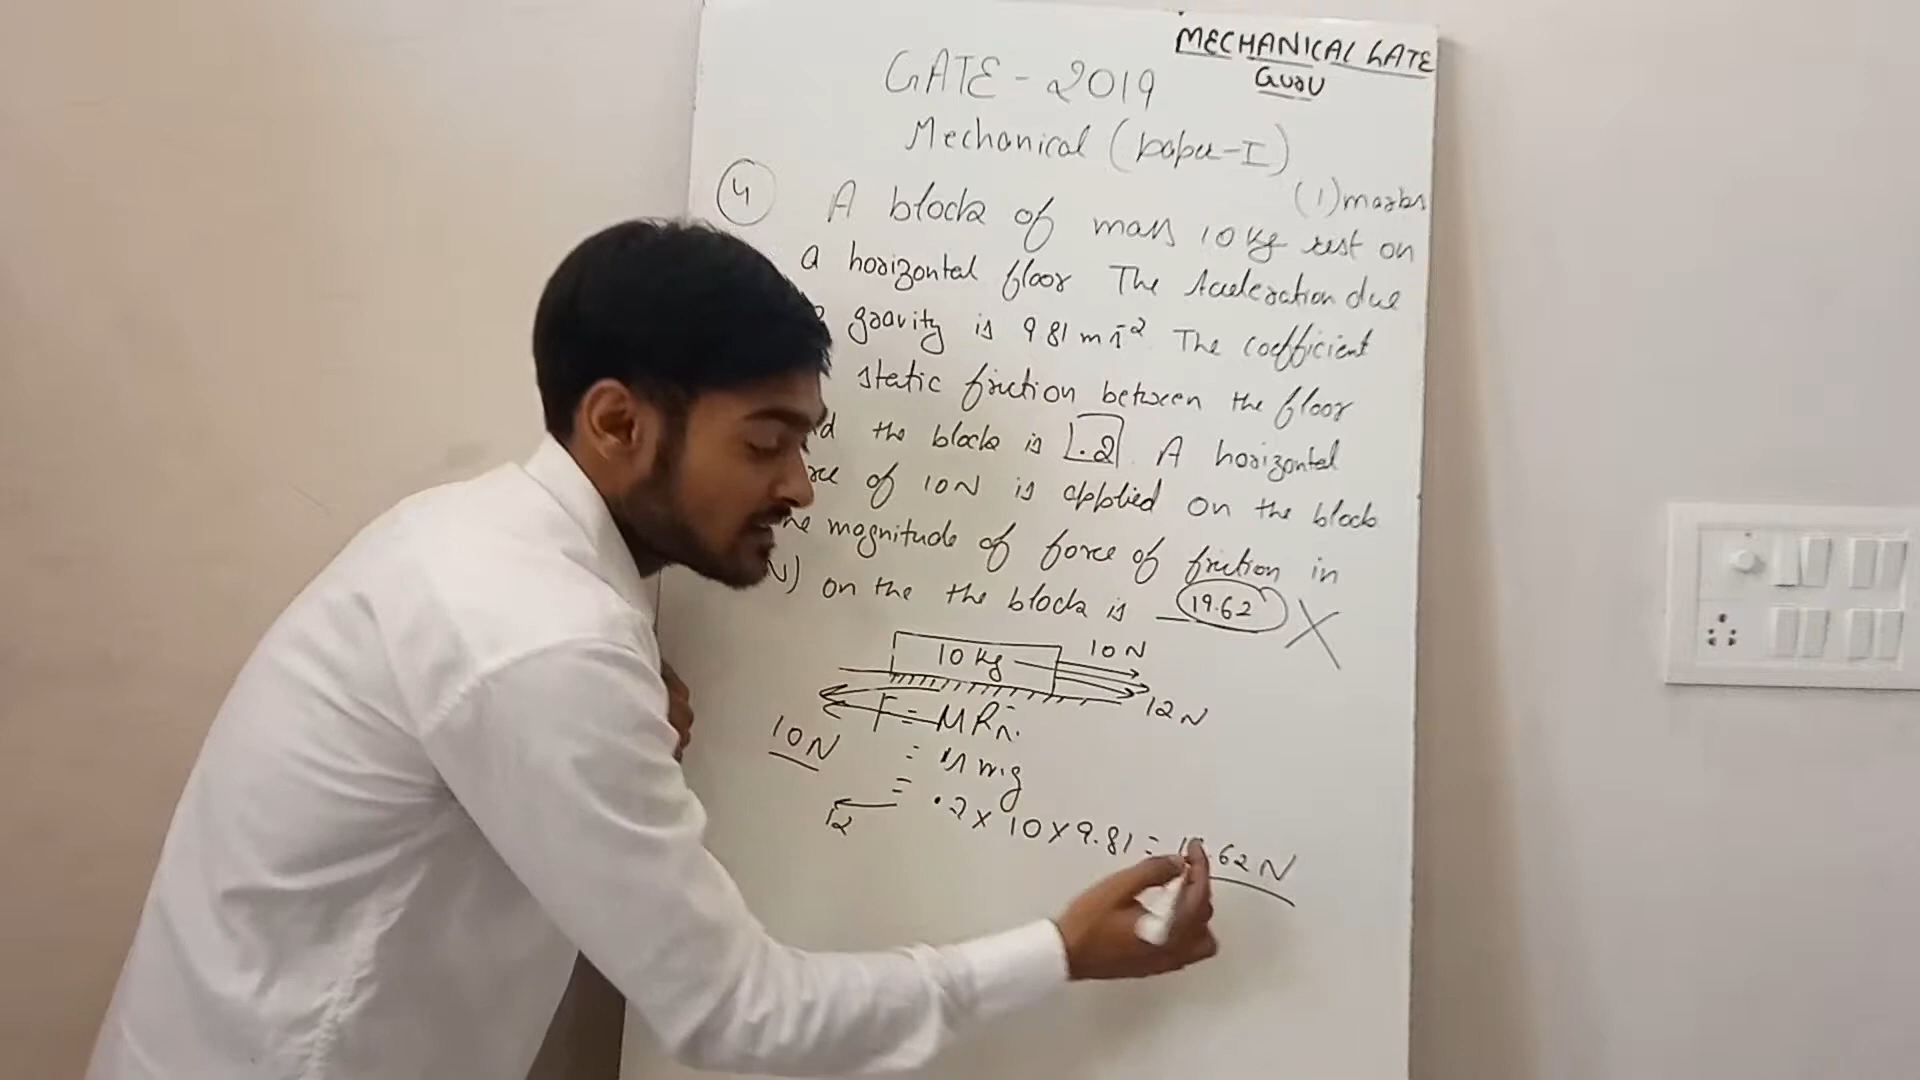 MECHANICAL GATE
GURU
GATE - 2019
Mechanical (paper-I)
(1) marks
4 A block of mass 10 kg rest on
a horizontal floor The Acceleration due
gravity is 9 81 m s-2 The coefficient
static friction between the floor
the block is .2 A horizontal
of 10 N is applied on the block
magnitude of force of friction in
N) on the the block is 19.62 X
10 kg 10 N
12 N
F = μRn
10N
= μ mg
= .2 x 10 x 9.81 = 19.62 N
12